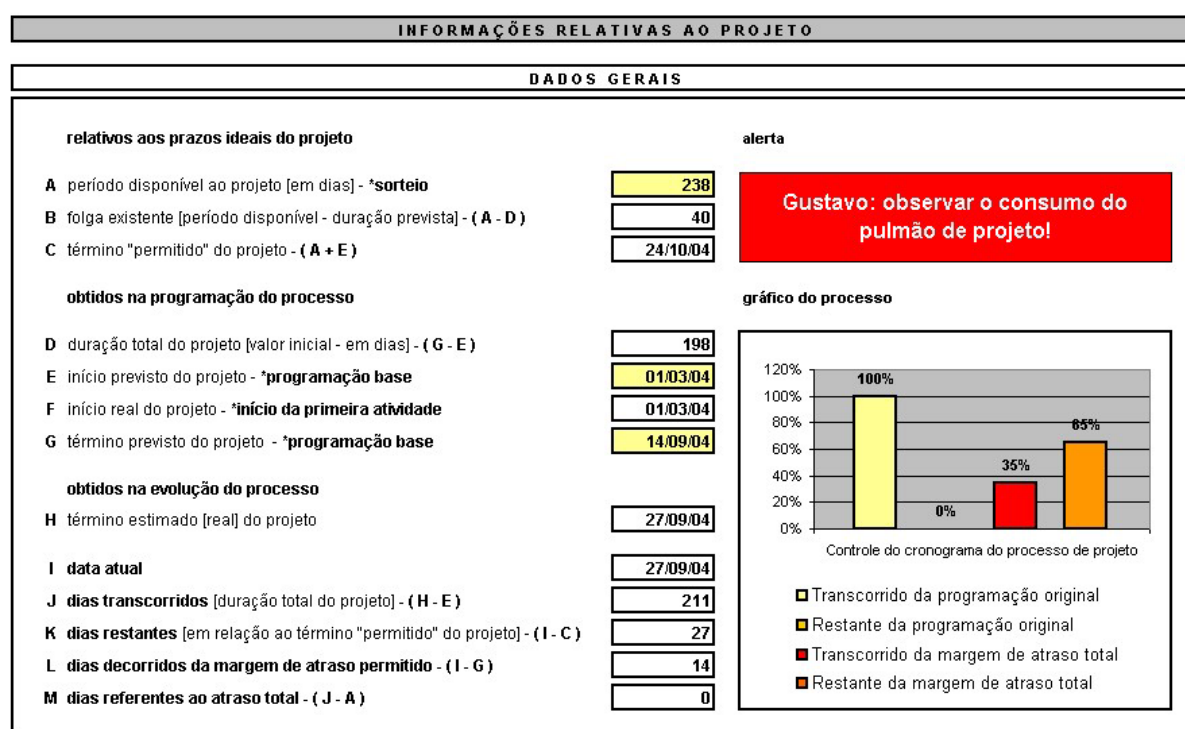 INFORMAÇÕES RELATIVAS AO PROJETO
DADOS GERAIS
relativos aos prazos ideais do projeto
A período disponível ao projeto [em dias] - *sorteio 238
B folga existente [período disponível - duração prevista] - ( A - D ) 40
C término "permitido" do projeto - ( A + E ) 24/10/04
obtidos na programação do processo
D duração total do projeto [valor inicial - em dias] - ( G - E ) 198
E início previsto do projeto - *programação base 01/03/04
F início real do projeto - *início da primeira atividade 01/03/04
G término previsto do projeto - *programação base 14/09/04
obtidos na evolução do processo
H término estimado [real] do projeto 27/09/04
I data atual 27/09/04
J dias transcorridos [duração total do projeto] - ( H - E ) 211
K dias restantes [em relação ao término "permitido" do projeto] - ( I - C ) 27
L dias decorridos da margem de atraso permitido - ( I - G ) 14
M dias referentes ao atraso total - ( J - A ) 0
alerta
Gustavo: observar o consumo do
pulmão de projeto!
gráfico do processo
120%
100%
80%
60%
40%
20%
0%
100%
0%
35%
65%
Controle do cronograma do processo de projeto
Transcorrido da programação original
Restante da programação original
Transcorrido da margem de atraso total
Restante da margem de atraso total